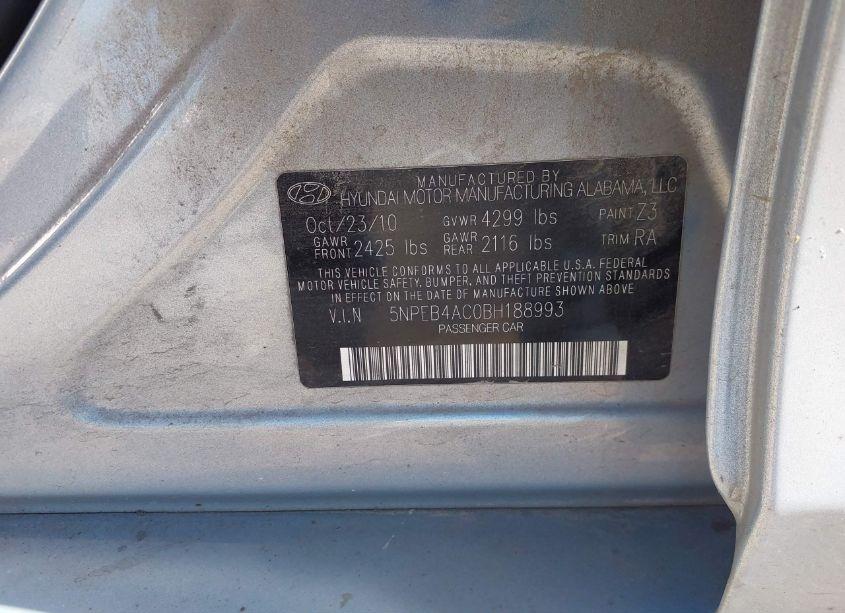 MANUFACTURED BY
HYUNDAI MOTOR MANUFACTURING ALABAMA, LLC
Oct/23/10 GVWR 4299 lbs PAINT Z3
GAWR FRONT 2425 lbs GAWR REAR 2116 lbs TRIM RA
THIS VEHICLE CONFORMS TO ALL APPLICABLE U.S.A. FEDERAL
MOTOR VEHICLE SAFETY, BUMPER, AND THEFT PREVENTION STANDARDS
IN EFFECT ON THE DATE OF MANUFACTURE SHOWN ABOVE
V.I.N 5NPEB4AC0BH188993
PASSENGER CAR